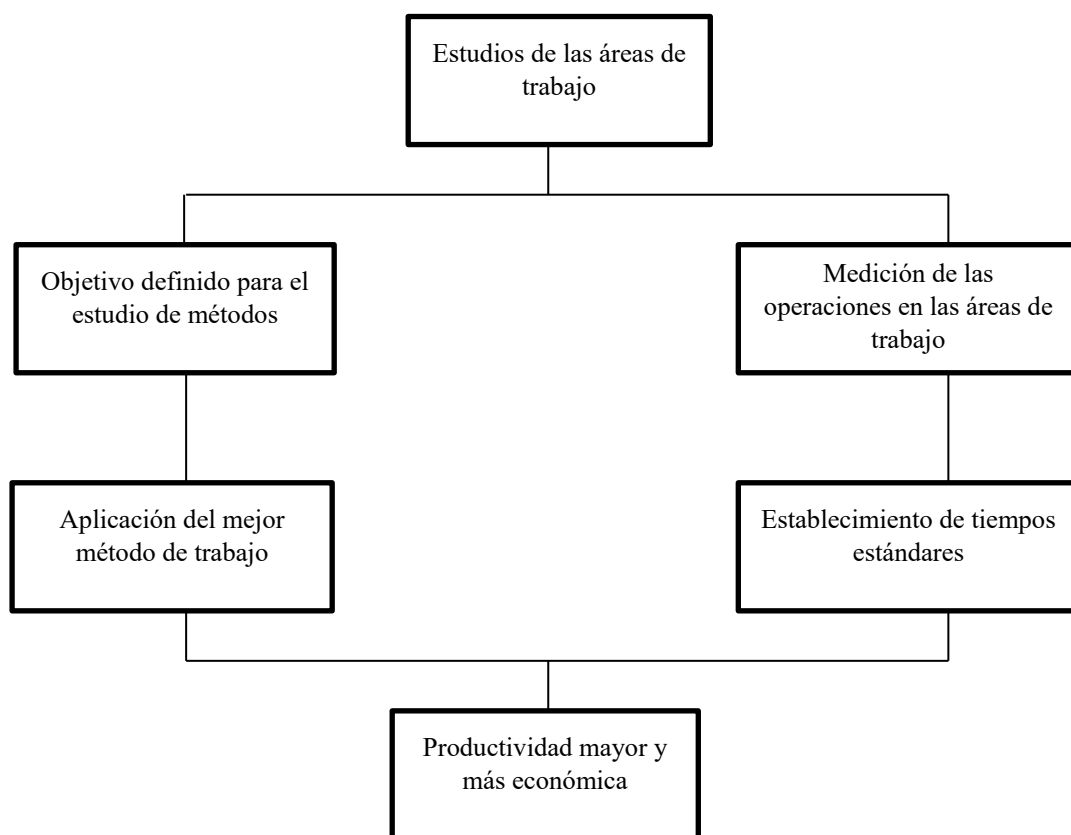 Estudios de las áreas de
trabajo
Objetivo definido para el
estudio de métodos
Medición de las
operaciones en las áreas de
trabajo
Aplicación del mejor
método de trabajo
Establecimiento de tiempos
estándares
Productividad mayor y
más económica